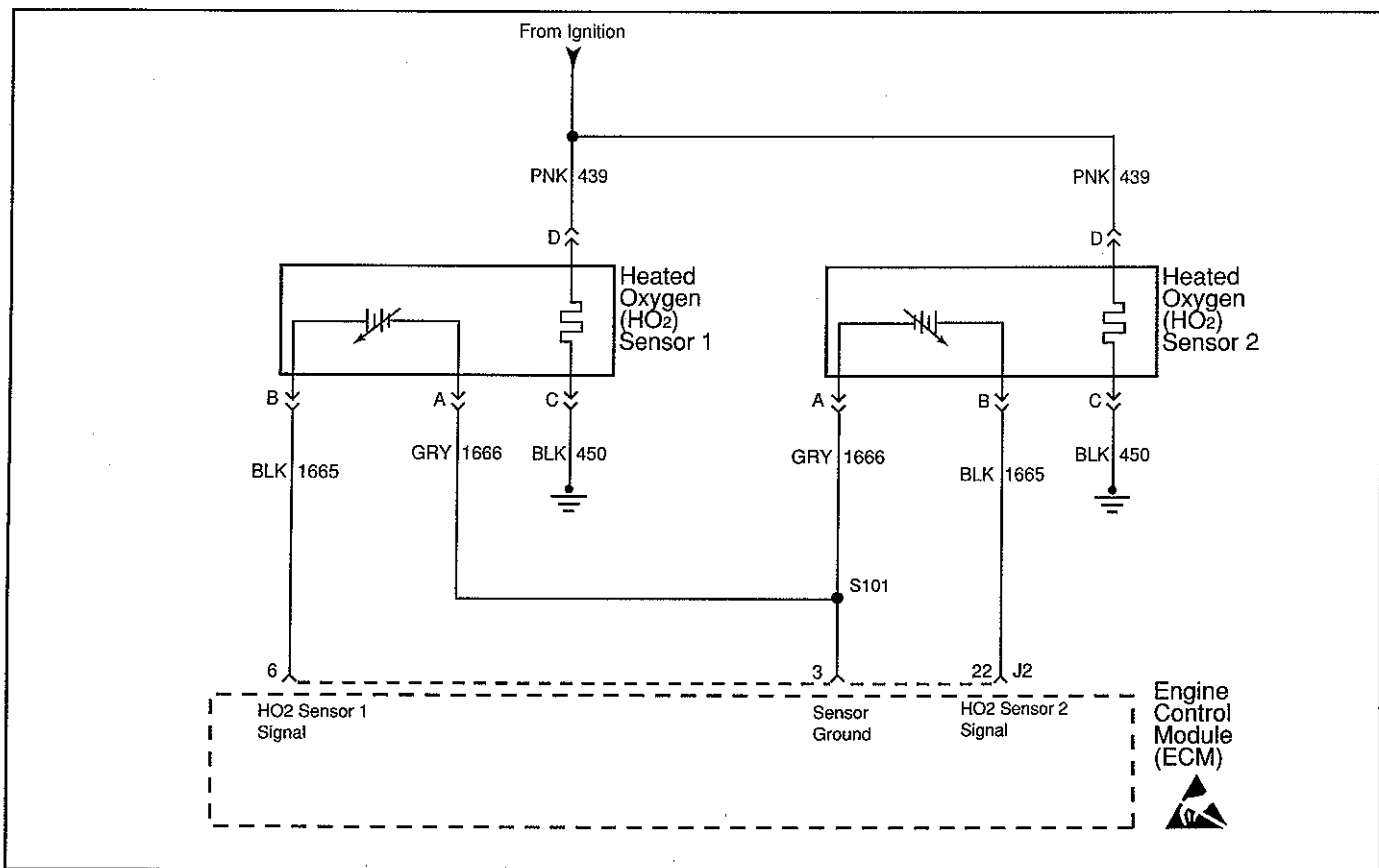 From Ignition
PNK 439
PNK 439
D
D
Heated
Oxygen
(HO2)
Sensor 1
Heated
Oxygen
(HO2)
Sensor 2
B
A
C
A
B
C
BLK 1665
GRY 1666
BLK 450
GRY 1666
BLK 1665
BLK 450
S101
6
3
22
J2
HO2 Sensor 1
Signal
Sensor
Ground
HO2 Sensor 2
Signal
Engine
Control
Module
(ECM)